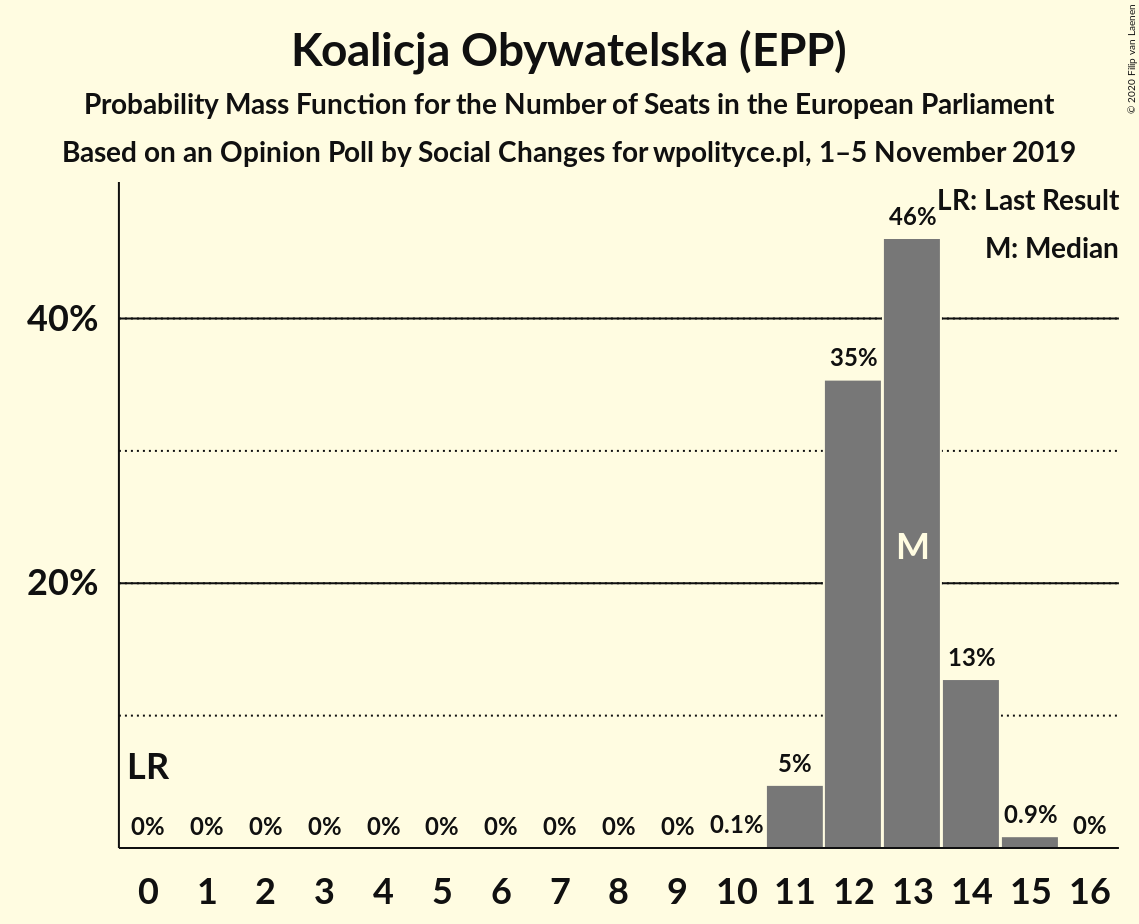 Koalicja Obywatelska (EPP)
Probability Mass Function for the Number of Seats in the European Parliament
Based on an Opinion Poll by Social Changes for wpolityce.pl, 1–5 November 2019
© 2020 Filip van Laenen
LR: Last Result
M: Median
46%
40%
35%
M
20%
13%
LR
5%
0% 0% 0% 0% 0% 0% 0% 0% 0% 0% 0.1% 0.9% 0%
0 1 2 3 4 5 6 7 8 9 10 11 12 13 14 15 16